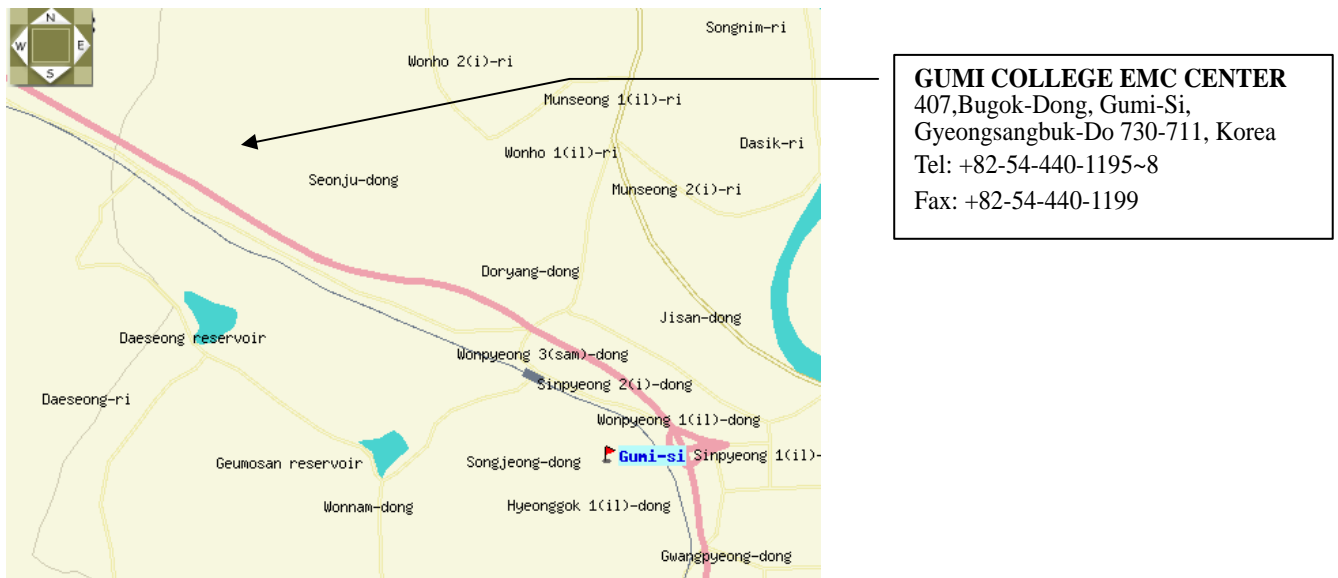 N
W
E
S
Songnim-ri
Wonho 2(i)-ri
Munseong 1(il)-ri
Dasik-ri
Wonho 1(il)-ri
Seonju-dong
Munseong 2(i)-ri
Doryang-dong
Jisan-dong
Daeseong reservoir
Wonpyeong 3(sam)-dong
Sinpyeong 2(i)-dong
Daeseong-ri
Wonpyeong 1(il)-dong
Gumi-si
Sinpyeong 1(il)-
Geumosan reservoir
Songjeong-dong
Wonnam-dong
Hyeonggok 1(il)-dong
Gwangpyeong-dong
GUMI COLLEGE EMC CENTER
407,Bugok-Dong, Gumi-Si,
Gyeongsangbuk-Do 730-711, Korea
Tel: +82-54-440-1195~8
Fax: +82-54-440-1199